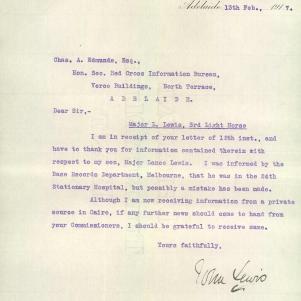 Adelaide 13th Feb., 1917.
Chas. A. Edmunds, Esq.,
Hon. Sec. Red Cross Information Bureau,
Verco Buildings, North Terrace,
A D E L A I D E.
Dear Sir,-
Major L. Lewis, 3rd Light Horse
I am in receipt of your letter of 12th inst., and
have to thank you for information contained therein with
respect to my son, Major Lance Lewis. I was informed by the
Base Records Department, Melbourne, that he was in the 24th
Stationary Hospital, but possibly a mistake has been made.
Although I am now receiving information from a private
source in Cairo, if any further news should come to hand from
your Commissioners, I should be grateful to receive same.
Yours faithfully,
John Lewis